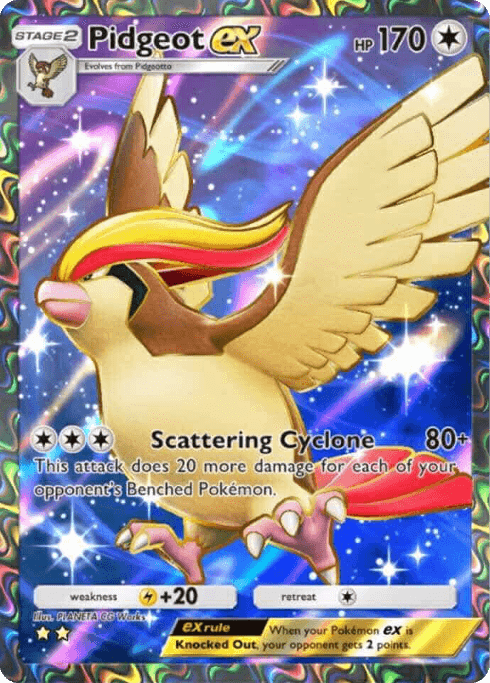 STAGE2 Pidgeot ex HP 170
Evolves from Pidgeotto
Scattering Cyclone 80+
This attack does 20 more damage for each of your
opponent's Benched Pokémon.
weakness +20 retreat
Illus. PLANETA CG Works
ex rule When your Pokémon ex is
Knocked Out, your opponent gets 2 points.